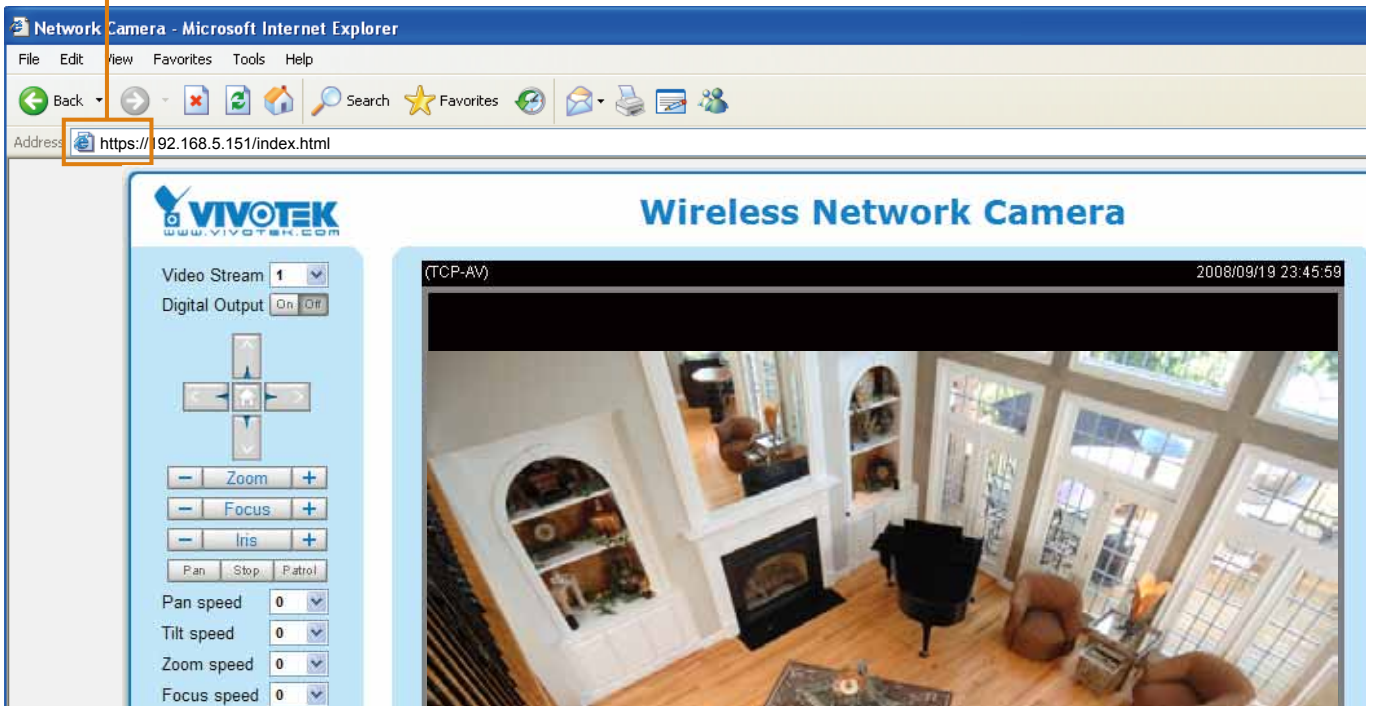 Network Camera - Microsoft Internet Explorer
File Edit View Favorites Tools Help
Back Search Favorites
Address https://192.168.5.151/index.html
VIVOTEK
www.vivotek.com
Wireless Network Camera
Video Stream 1
(TCP-AV) 2008/09/19 23:45:59
Digital Output On Off
− Zoom +
− Focus +
− Iris +
Pan Stop Patrol
Pan speed 0
Tilt speed 0
Zoom speed 0
Focus speed 0